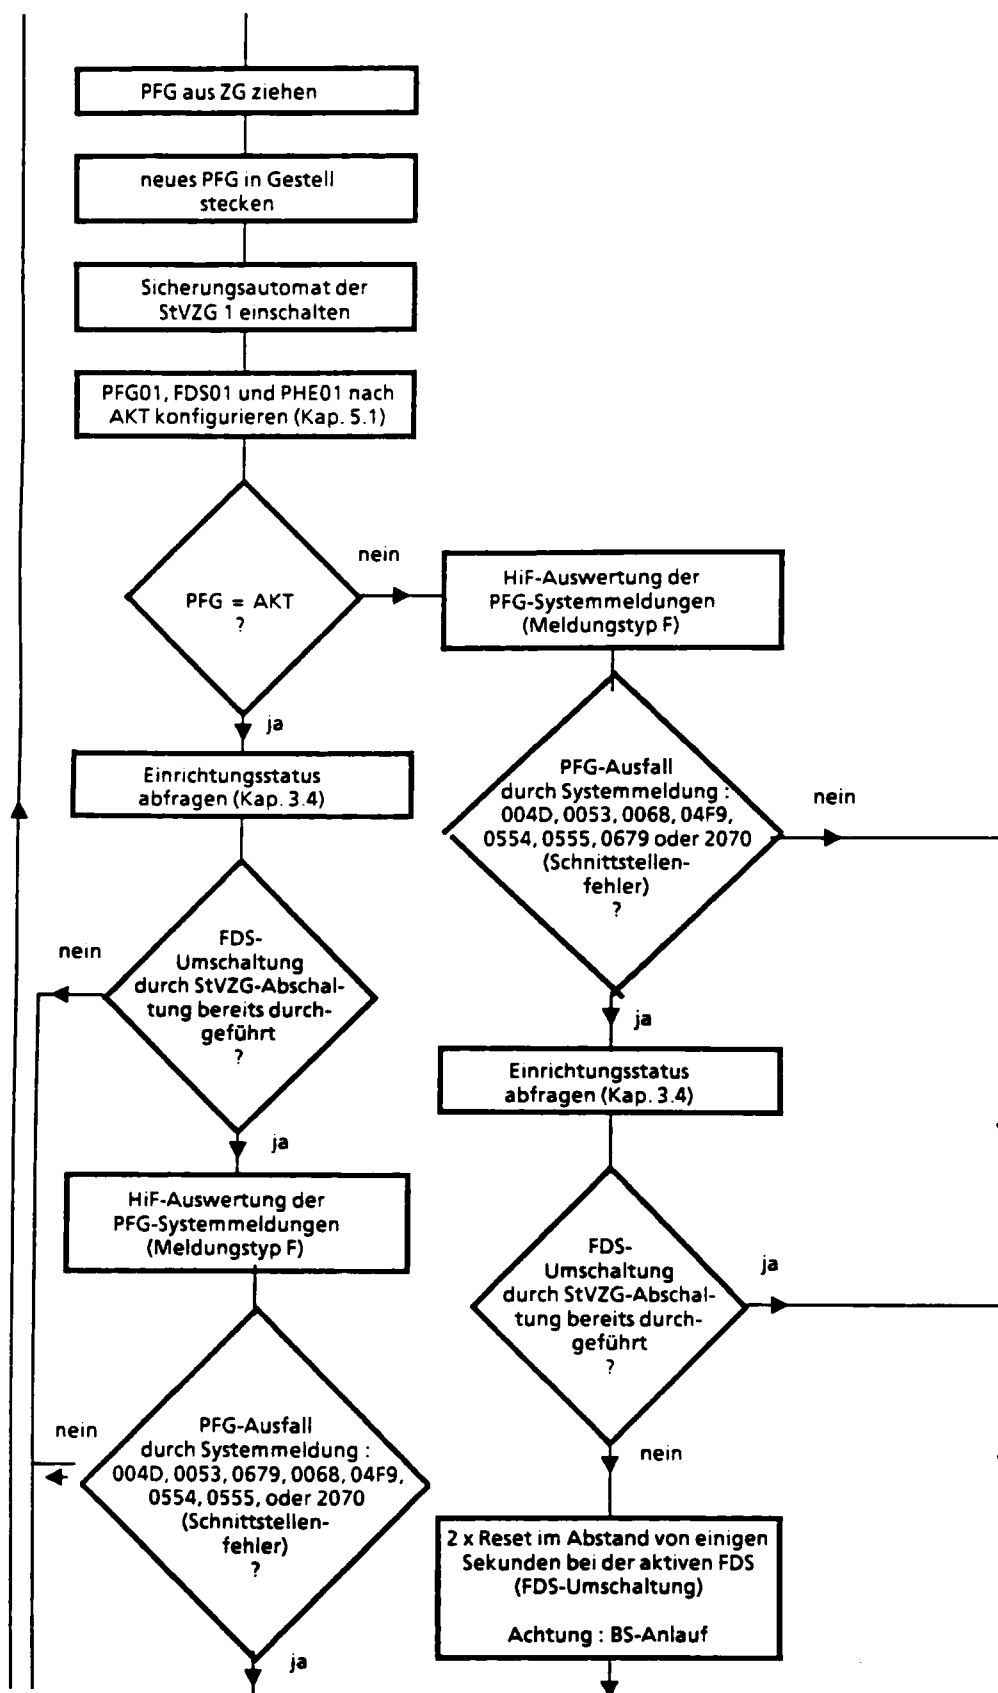 PFG aus ZG ziehen
neues PFG in Gestell
stecken
Sicherungsautomat der
StVZG 1 einschalten
PFG01, FDS01 und PHE01 nach
AKT konfigurieren (Kap. 5.1)
PFG = AKT
?
nein
HiF-Auswertung der
PFG-Systemmeldungen
(Meldungstyp F)
ja
Einrichtungsstatus
abfragen (Kap. 3.4)
PFG-Ausfall
durch Systemmeldung :
004D, 0053, 0068, 04F9,
0554, 0555, 0679 oder 2070
(Schnittstellen-
fehler)
?
nein
ja
FDS-
Umschaltung
durch StVZG-Abschal-
tung bereits durch-
geführt
?
nein
ja
Einrichtungsstatus
abfragen (Kap. 3.4)
HiF-Auswertung der
PFG-Systemmeldungen
(Meldungstyp F)
FDS-
Umschaltung
durch StVZG-Abschal-
tung bereits durch-
geführt
?
ja
nein
PFG-Ausfall
durch Systemmeldung :
004D, 0053, 0679, 0068, 04F9,
0554, 0555, oder 2070
(Schnittstellen-
fehler)
?
nein
ja
2 x Reset im Abstand von einigen
Sekunden bei der aktiven FDS
(FDS-Umschaltung)
Achtung : BS-Anlauf